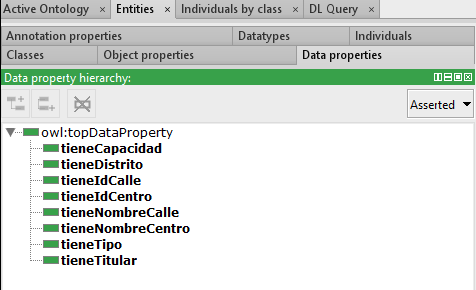 Active Ontology × Entities × Individuals by class × DL Query ×
Annotation properties Datatypes Individuals
Classes Object properties Data properties
Data property hierarchy:
Asserted
owl:topDataProperty
tieneCapacidad
tieneDistrito
tieneIdCalle
tieneIdCentro
tieneNombreCalle
tieneNombreCentro
tieneTipo
tieneTitular